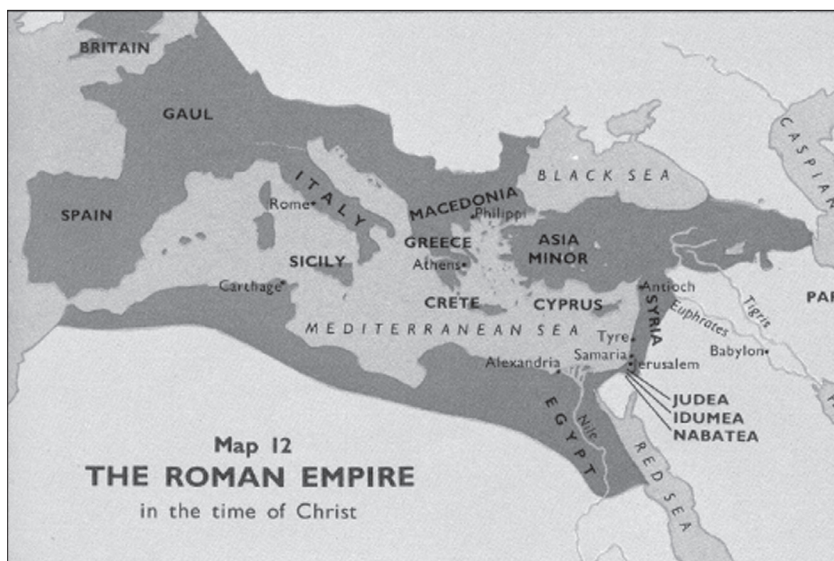 BRITAIN
GAUL
CASPIAN
BLACK SEA
ITALY
SPAIN
Rome
MACEDONIA
Philippi
GREECE
ASIA
MINOR
SICILY
Athens
Carthage
Antioch
CRETE
CYPRUS
SYRIA
Tigris
Euphrates
MEDITERRANEAN SEA
Tyre
Babylon
Samaria
Alexandria
Jerusalem
JUDEA
IDUMEA
NABATEA
EGYPT
Nile
RED SEA
Map 12
THE ROMAN EMPIRE
in the time of Christ